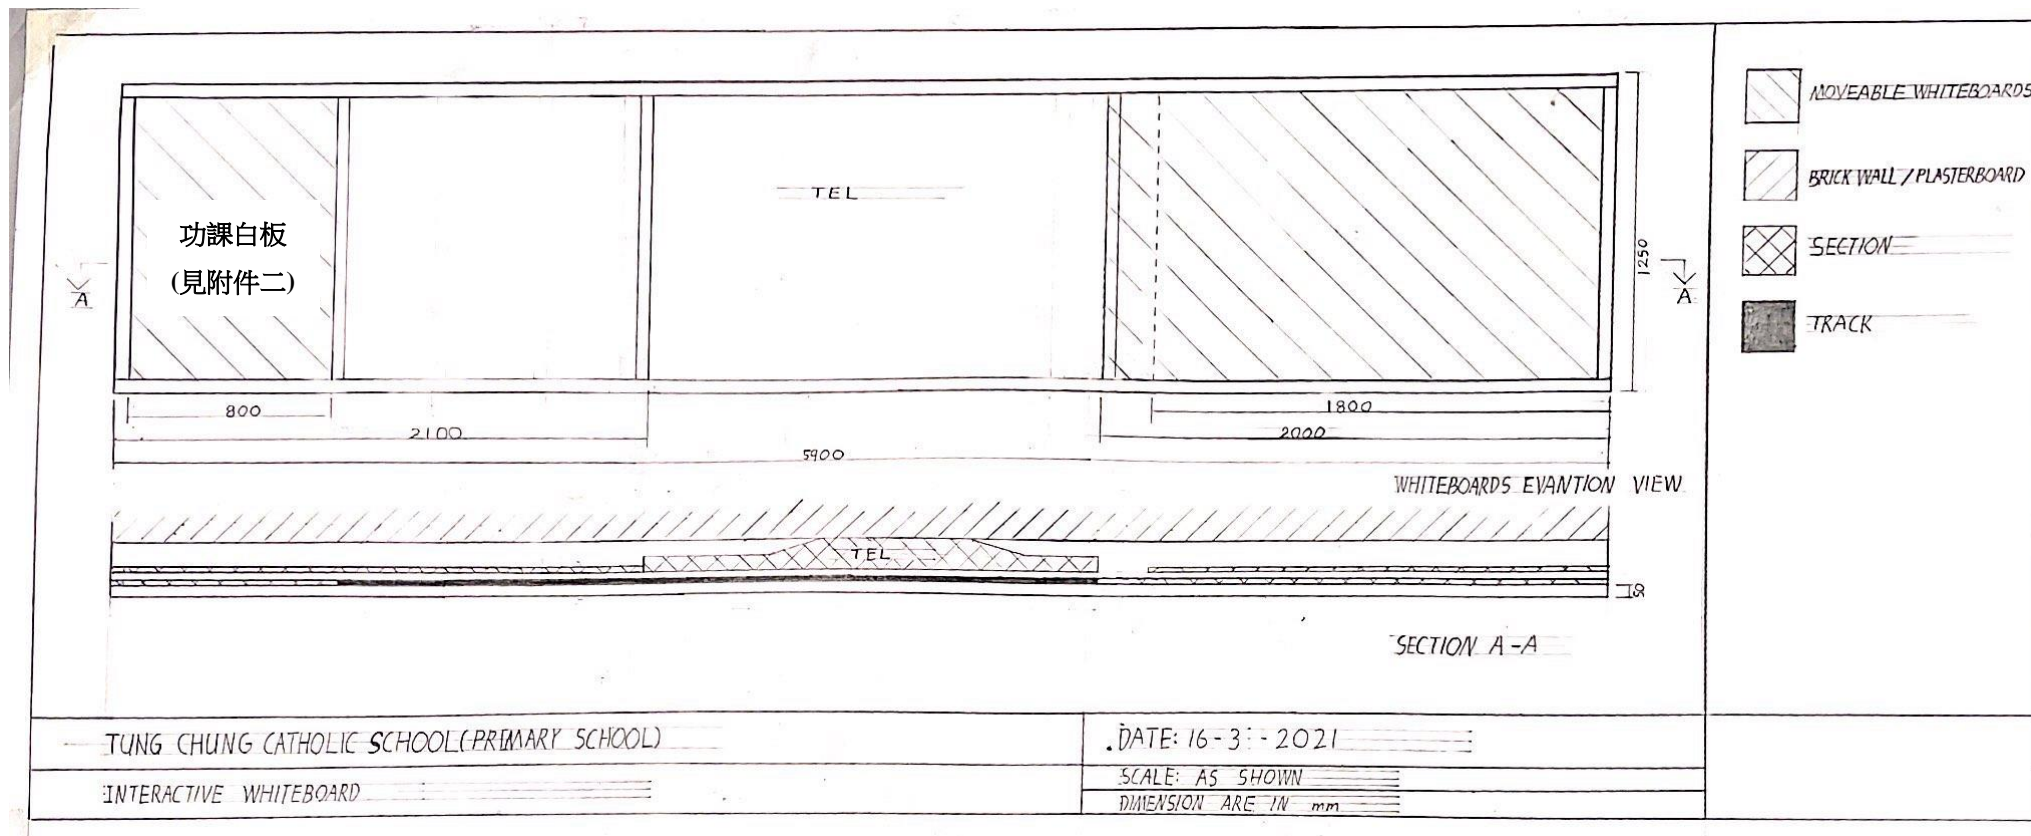 MOVEABLE WHITEBOARDS
BRICK WALL / PLASTERBOARD
SECTION
TRACK
TEL
功課白板
(見附件二)
A
A
1250
800
1800
2100
2000
5900
WHITEBOARDS EVANTION VIEW
TEL
50
SECTION A-A
TUNG CHUNG CATHOLIC SCHOOL(PRIMARY SCHOOL)
INTERACTIVE WHITEBOARD
DATE: 16-3-2021
SCALE: AS SHOWN
DIMENSION ARE IN mm